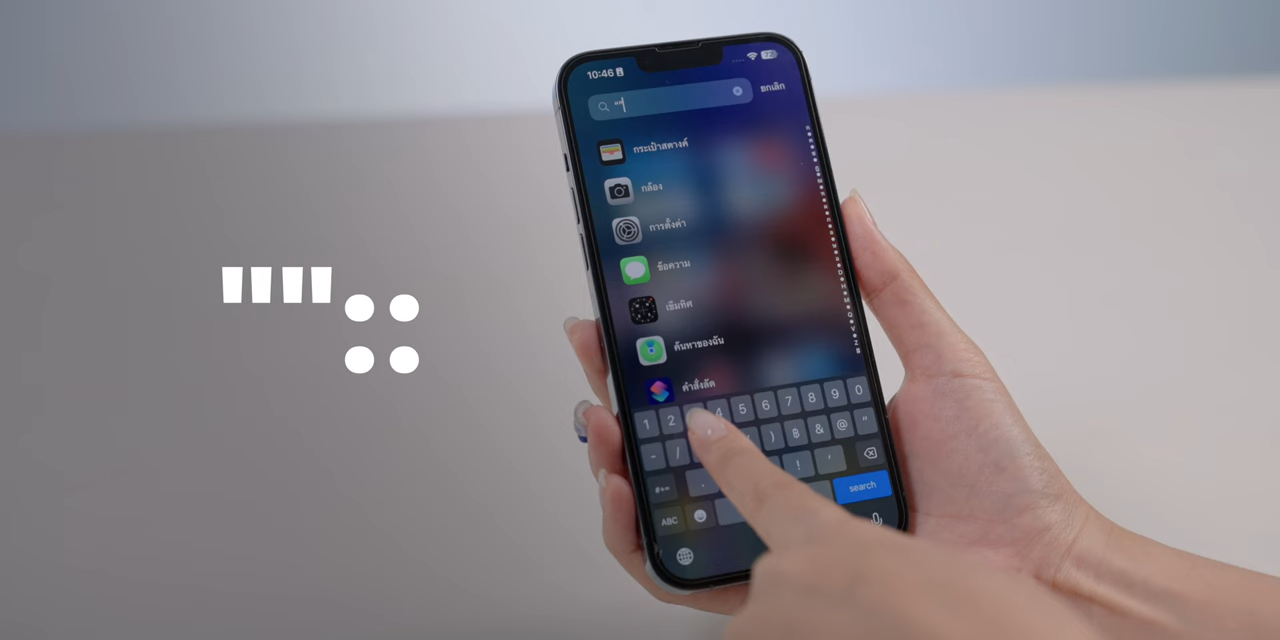 """" ::
10:46
72
""
ยกเลิก
กระเป๋าสตางค์
กล้อง
การตั้งค่า
ข้อความ
เข็มทิศ
ค้นหาของฉัน
คำสั่งลัด
1 2 4 5 6 7 8 9 0
- / ) ฿ & @ "
#+= . ! '
ABC search